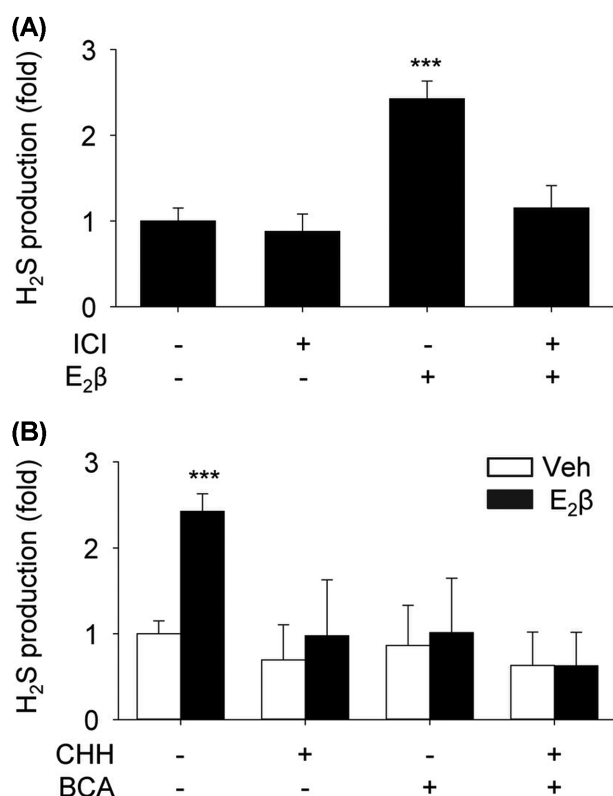 (A)
H₂S production (fold)
3
2
1
0
***
ICI - + - +
E₂β - - + +
(B)
H₂S production (fold)
3
2
1
0
***
Veh
E₂β
CHH - + - +
BCA - - + +